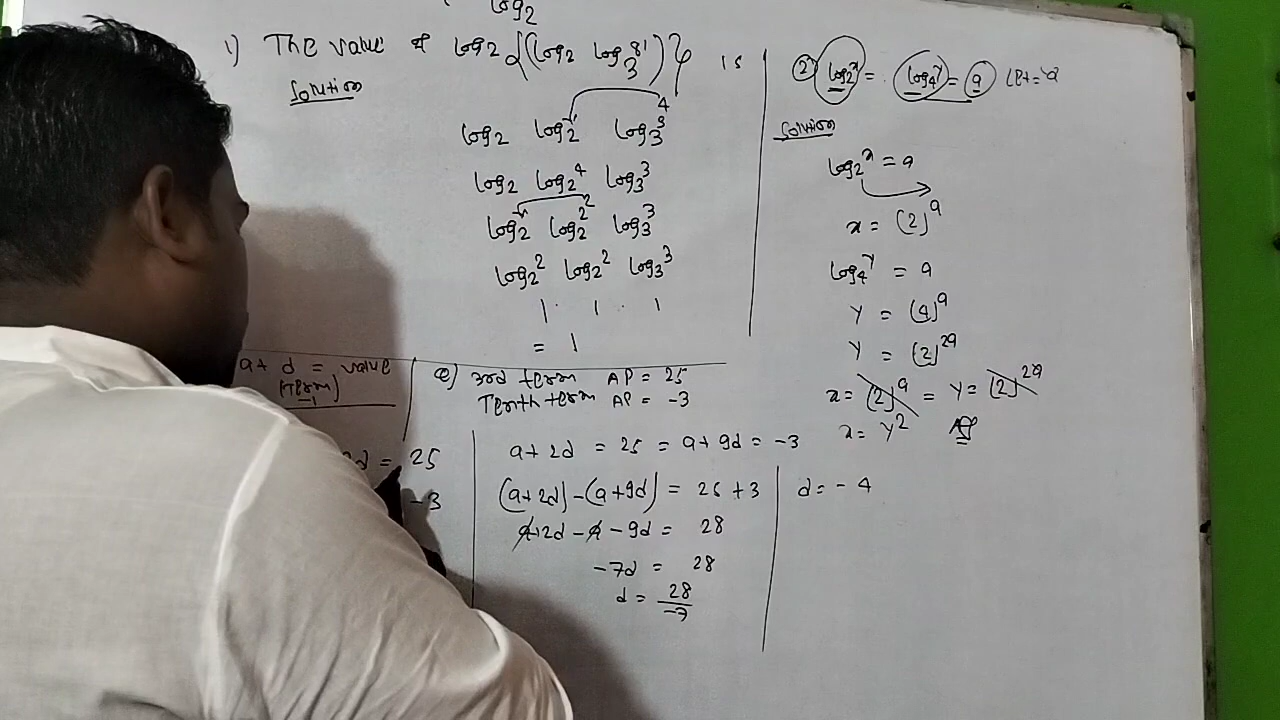 log2
1) The value of log2{(log2 log3^81)} is
Solution
log2 log2 log3 3^4
log2 log2^4 log3^3
log2 log2 2^2 log3^3
log2^2 log2^2 log3^3
1 . 1 . 1
= 1
2) log2^x = log4^y = a (let = a)
Solution
log2^x = a
x = (2)^a
log4^y = a
y = (4)^a
y = (2)^2a
x = (2)^a = y = (2)^2a
x = y^2
a + d = value
(Term)
2d = 25
-3
Q) 3rd term AP = 25
Tenth term AP = -3
a + 2d = 25 = a + 9d = -3
(a+2d) - (a+9d) = 25 + 3
a+2d - a - 9d = 28
-7d = 28
d = 28/-7
d = -4